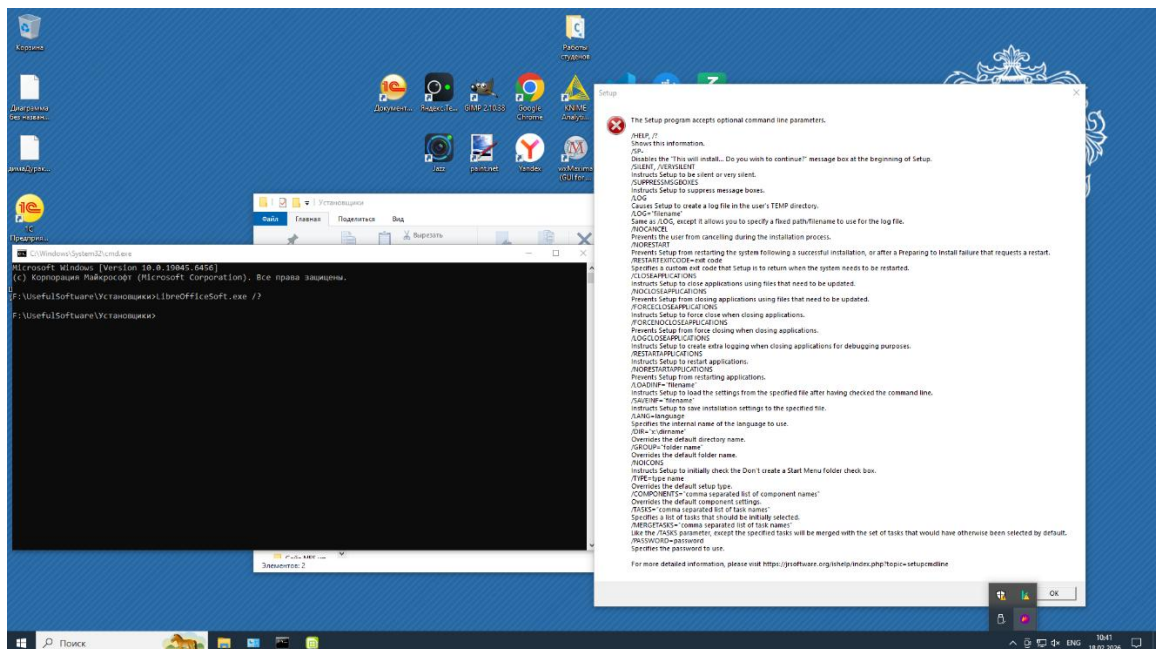 Корзина
Работы
студенов
Диаграмма
Документ...
Яндекс.Те...
GIMP 2.10.38
Google
Chrome
KNIME
Analyti...
Jazz
paint.net
Yandex
wxMaxima
(GUI for ...
1С
Предприя...
Установщики
Файл
Главная
Поделиться
Вид
Вырезать
C:\Windows\System32\cmd.exe
Microsoft Windows [Version 10.0.19045.6456]
(c) Корпорация Майкрософт (Microsoft Corporation). Все права защищены.
F:\UsefulSoftware\Установщики>LibreOfficeSoft.exe /?
F:\UsefulSoftware\Установщики>
Элементов: 2
Setup
The Setup program accepts optional command line parameters.
/HELP, /?
Shows this information.
/SP-
Disables the "This will install... Do you wish to continue?" message box at the beginning of Setup.
/SILENT, /VERYSILENT
Instructs Setup to be silent or very silent.
/SUPPRESSMSGBOXES
Instructs Setup to suppress message boxes.
/LOG
Causes Setup to create a log file in the user's TEMP directory.
/LOG="filename"
Same as /LOG, except it allows you to specify a fixed path/filename to use for the log file.
/NOCANCEL
Prevents the user from cancelling during the installation process.
/NORESTART
Prevents Setup from restarting the system following a successful installation, or after a Preparing to Install failure that requests a restart.
/RESTARTEXITCODE=exit code
Specifies a custom exit code that Setup is to return when the system needs to be restarted.
/CLOSEAPPLICATIONS
Instructs Setup to close applications using files that need to be updated.
/NOCLOSEAPPLICATIONS
Prevents Setup from closing applications using files that need to be updated.
/FORCECLOSEAPPLICATIONS
Instructs Setup to force close when closing applications.
/FORCENOCLOSEAPPLICATIONS
Prevents Setup from force closing when closing applications.
/LOGCLOSEAPPLICATIONS
Instructs Setup to create extra logging when closing applications for debugging purposes.
/RESTARTAPPLICATIONS
Instructs Setup to restart applications.
/NORESTARTAPPLICATIONS
Prevents Setup from restarting applications.
/LOADINF="filename"
Instructs Setup to load the settings from the specified file after having checked the command line.
/SAVEINF="filename"
Instructs Setup to save installation settings to the specified file.
/LANG=language
Specifies the internal name of the language to use.
/DIR="x:\dirname"
Overrides the default directory name.
/GROUP="folder name"
Overrides the default folder name.
/NOICONS
Instructs Setup to initially check the Don't create a Start Menu folder check box.
/TYPE=type name
Overrides the default setup type.
/COMPONENTS="comma separated list of component names"
Overrides the default component settings.
/TASKS="comma separated list of task names"
Specifies a list of tasks that should be initially selected.
/MERGETASKS="comma separated list of task names"
Like the /TASKS parameter, except the specified tasks will be merged with the set of tasks that would have otherwise been selected by default.
/PASSWORD=password
Specifies the password to use.
For more detailed information, please visit https://jrsoftware.org/ishelp/index.php?topic=setupcmdline
OK
Поиск
ENG
10:41
18.02.2026